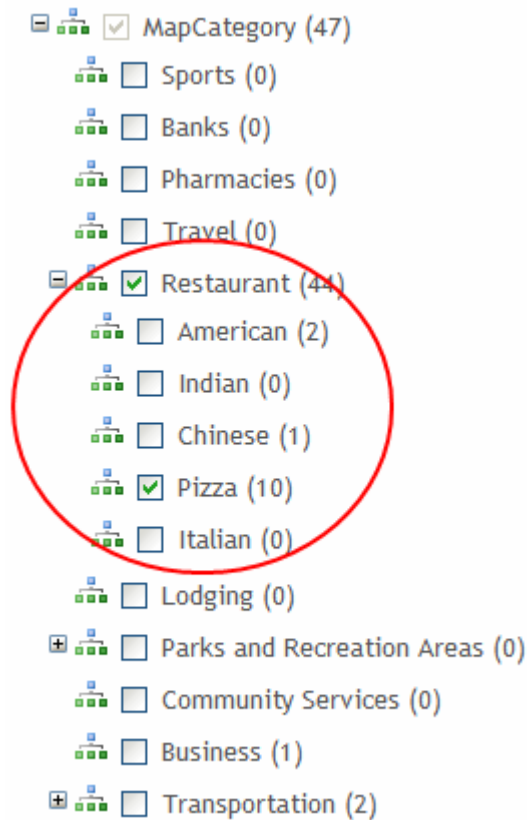 MapCategory (47)
Sports (0)
Banks (0)
Pharmacies (0)
Travel (0)
Restaurant (44)
American (2)
Indian (0)
Chinese (1)
Pizza (10)
Italian (0)
Lodging (0)
Parks and Recreation Areas (0)
Community Services (0)
Business (1)
Transportation (2)